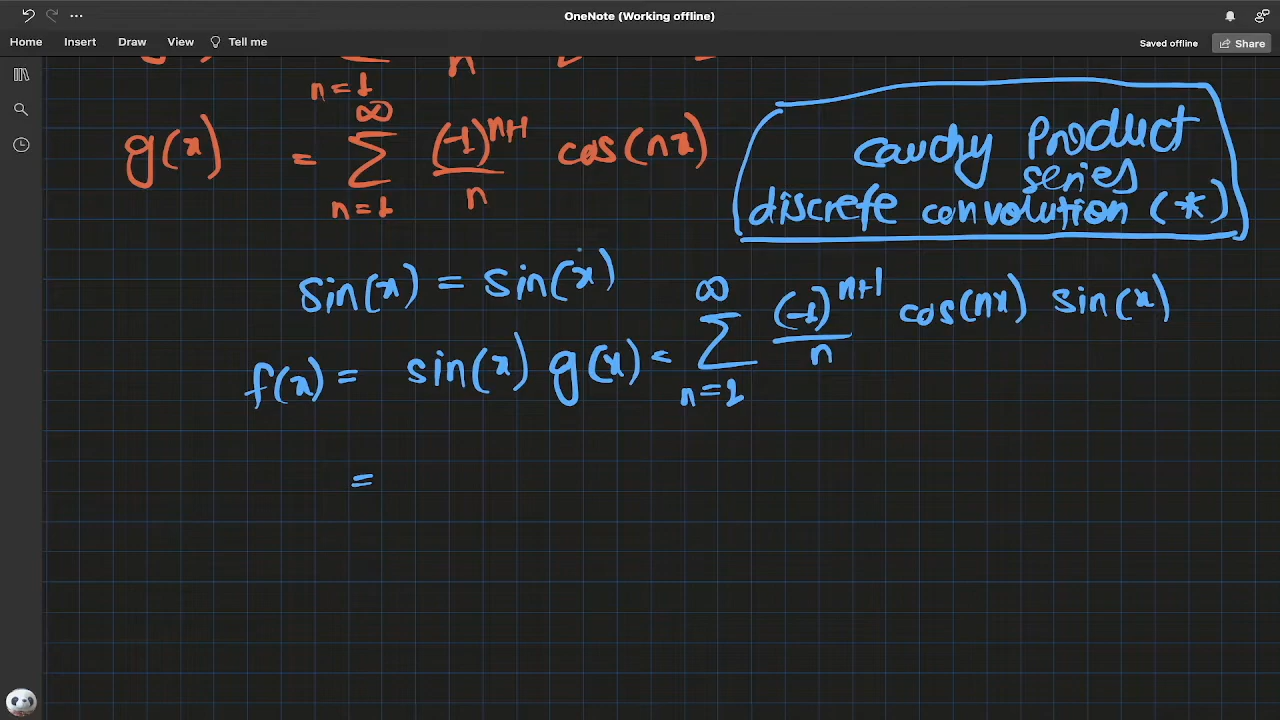 OneNote (Working offline)
Home Insert Draw View Tell me
Saved offline Share
n=1 n
g(x) = ∞∑n=1 (-1)^{n+1}/n cos(nx)
cauchy product
series
discrete convolution (*)
sin(x) = sin(x)
f(x) = sin(x) g(x) = ∞∑n=1 (-1)^{n+1}/n cos(nx) sin(x)
=